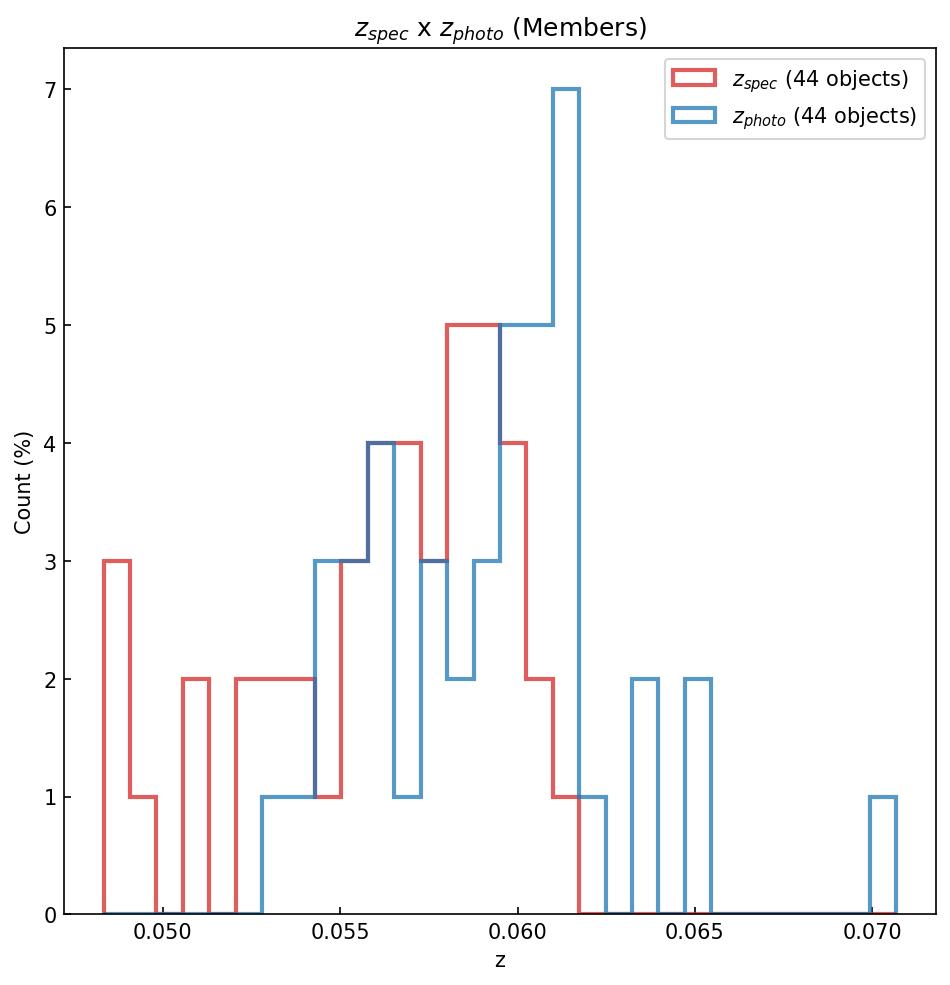 z_spec x z_photo (Members)
z_spec (44 objects)
z_photo (44 objects)
Count (%)
7
6
5
4
3
2
1
0
0.050 0.055 0.060 0.065 0.070
z